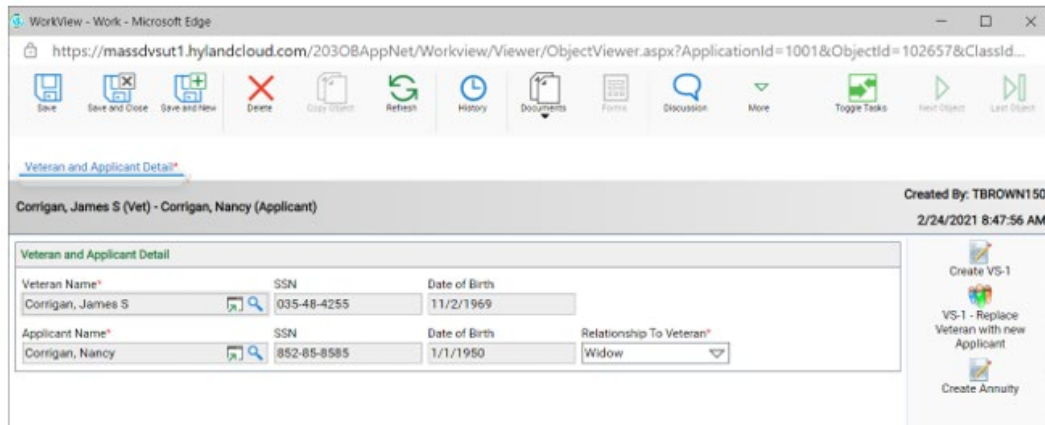 WorkView - Work - Microsoft Edge
https://massdvsut1.hylandcloud.com/203OBAppNet/Workview/Viewer/ObjectViewer.aspx?ApplicationId=1001&ObjectId=102657&ClassId...
Save Save and Close Save and New Delete Copy Object Refresh History Documents Forms Discussion More Toggle Tasks Next Object Last Object
Veteran and Applicant Detail*
Corrigan, James S (Vet) - Corrigan, Nancy (Applicant)
Created By: TBROWN150
2/24/2021 8:47:56 AM
Veteran and Applicant Detail
Veteran Name* SSN Date of Birth
Corrigan, James S 035-48-4255 11/2/1969
Applicant Name* SSN Date of Birth Relationship To Veteran*
Corrigan, Nancy 852-85-8585 1/1/1950 Widow
Create VS-1
VS-1 - Replace
Veteran with new
Applicant
Create Annuity